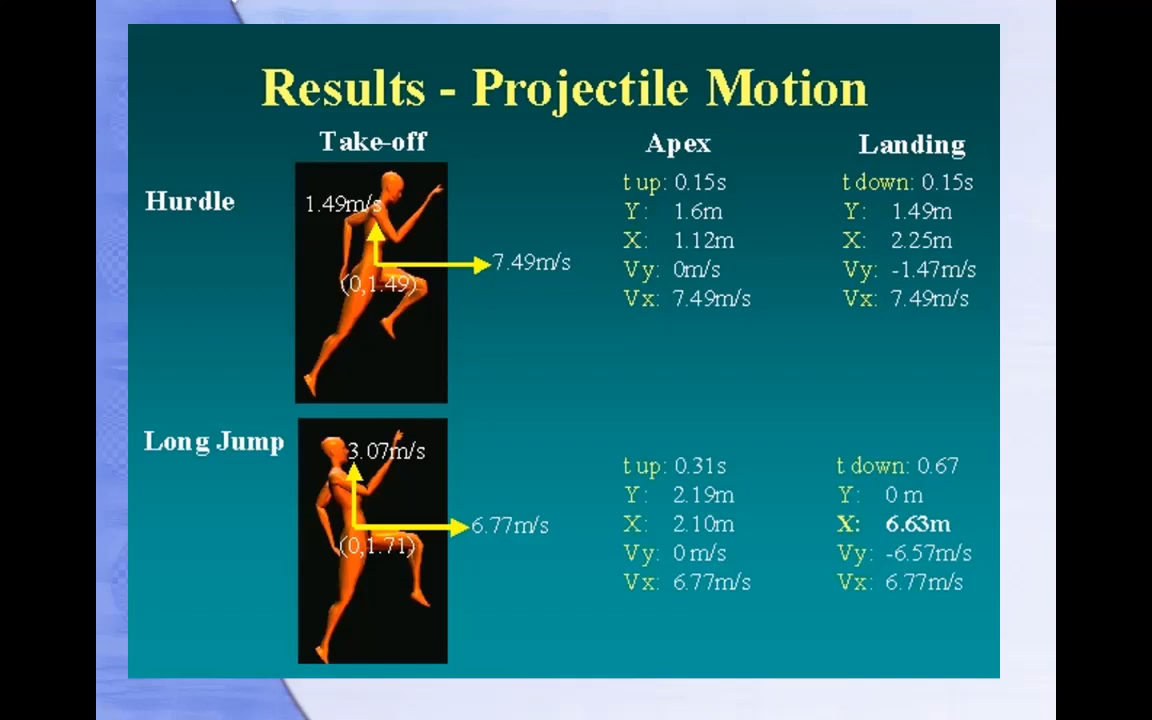 Results - Projectile Motion
Take-off
Apex
Landing
Hurdle
1.49m/s
7.49m/s
(0,1.49)
t up: 0.15s
Y: 1.6m
X: 1.12m
Vy: 0m/s
Vx: 7.49m/s
t down: 0.15s
Y: 1.49m
X: 2.25m
Vy: -1.47m/s
Vx: 7.49m/s
Long Jump
3.07m/s
6.77m/s
(0,1.71)
t up: 0.31s
Y: 2.19m
X: 2.10m
Vy: 0 m/s
Vx: 6.77m/s
t down: 0.67
Y: 0 m
X: 6.63m
Vy: -6.57m/s
Vx: 6.77m/s